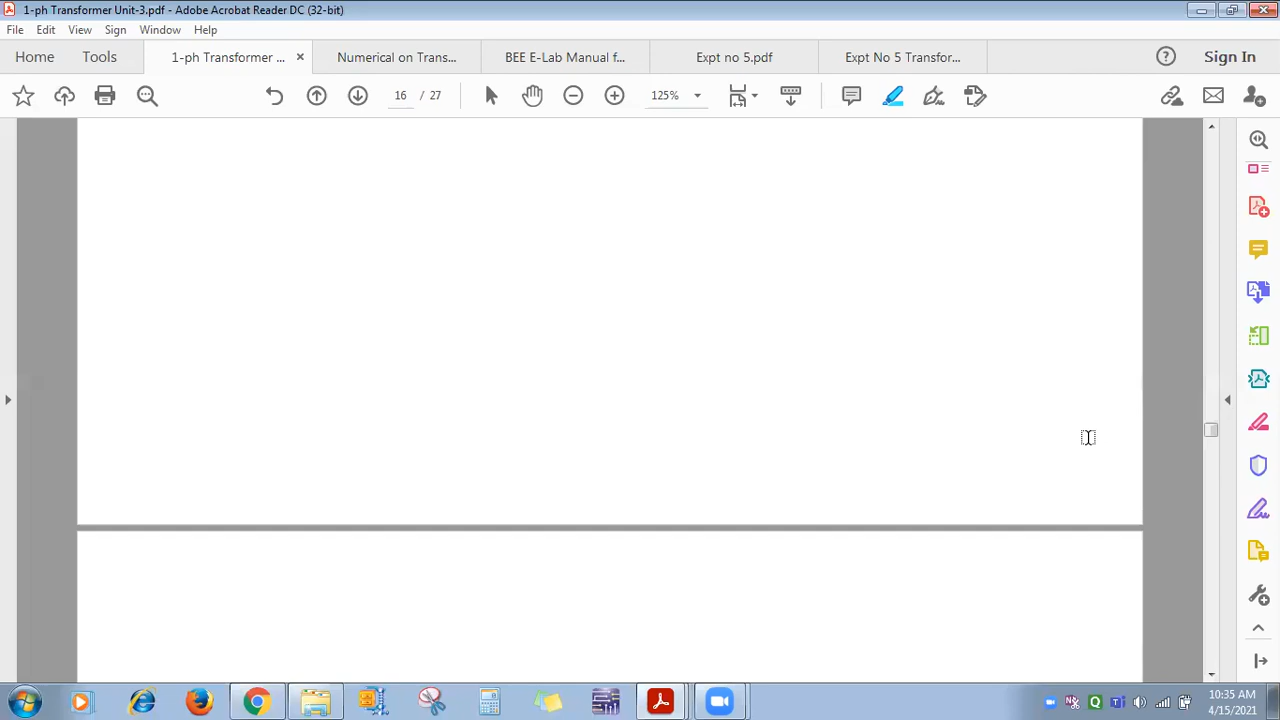 1-ph Transformer Unit-3.pdf - Adobe Acrobat Reader DC (32-bit)
File Edit View Sign Window Help
Home Tools 1-ph Transformer ... × Numerical on Trans... BEE E-Lab Manual f... Expt no 5.pdf Expt No 5 Transfor... Sign In
16 / 27 125%
10:35 AM
4/15/2021